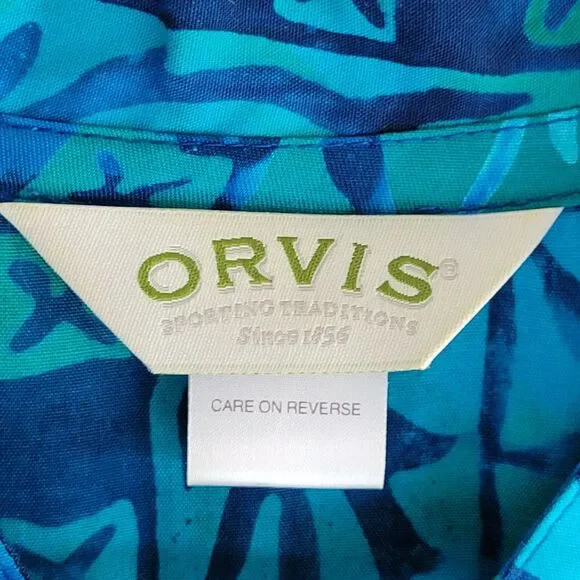 ORVIS®
SPORTING TRADITIONS
Since 1856
CARE ON REVERSE